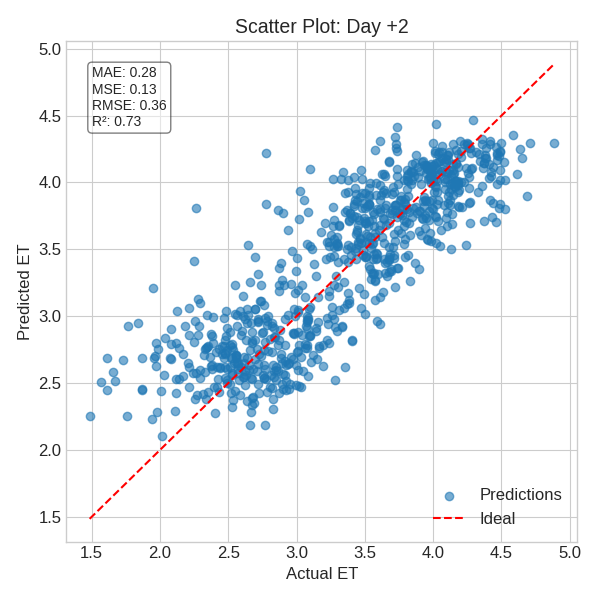 Scatter Plot: Day +2
MAE: 0.28
MSE: 0.13
RMSE: 0.36
R²: 0.73
Predicted ET
5.0
4.5
4.0
3.5
3.0
2.5
2.0
1.5
Predictions
Ideal
1.5 2.0 2.5 3.0 3.5 4.0 4.5 5.0
Actual ET